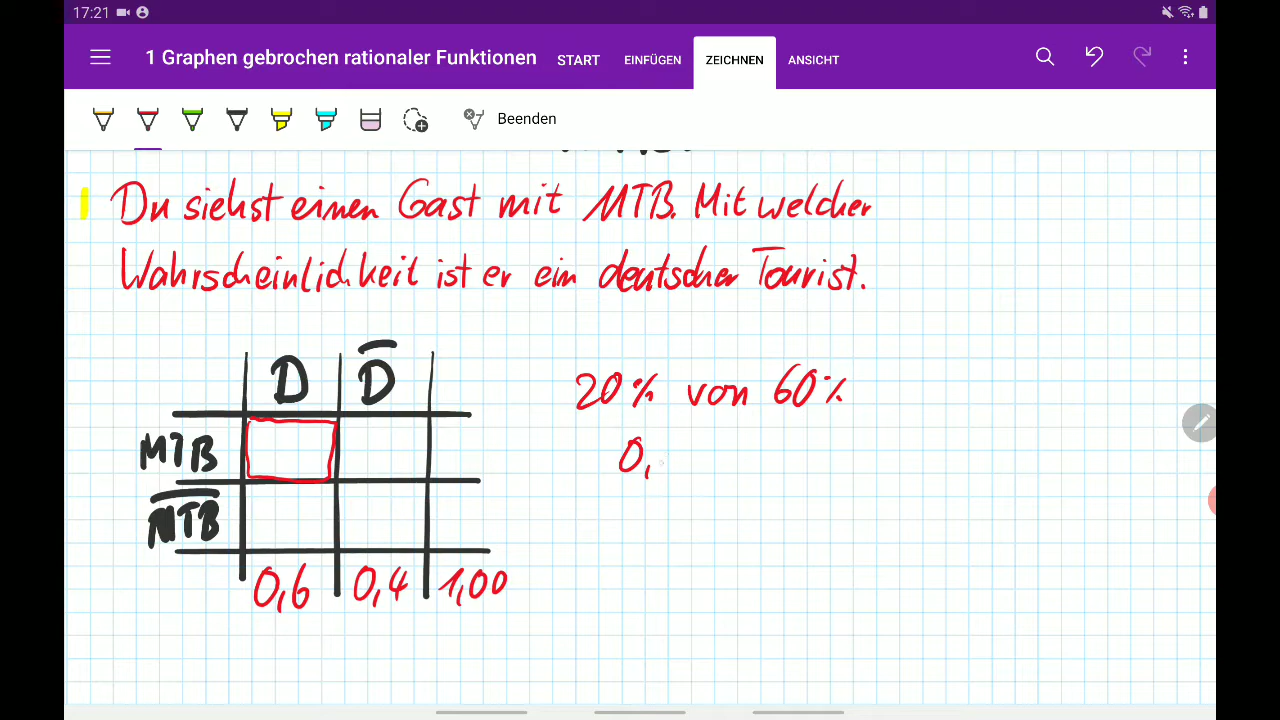 17:21
1 Graphen gebrochen rationaler Funktionen START EINFÜGEN ZEICHNEN ANSICHT
Beenden
Du siehst einen Gast mit MTB. Mit welcher
Wahrscheinlichkeit ist er ein deutscher Tourist.
D D̅
20% von 60%
MTB
0,
M̅T̅B̅
0,6 0,4 1,00